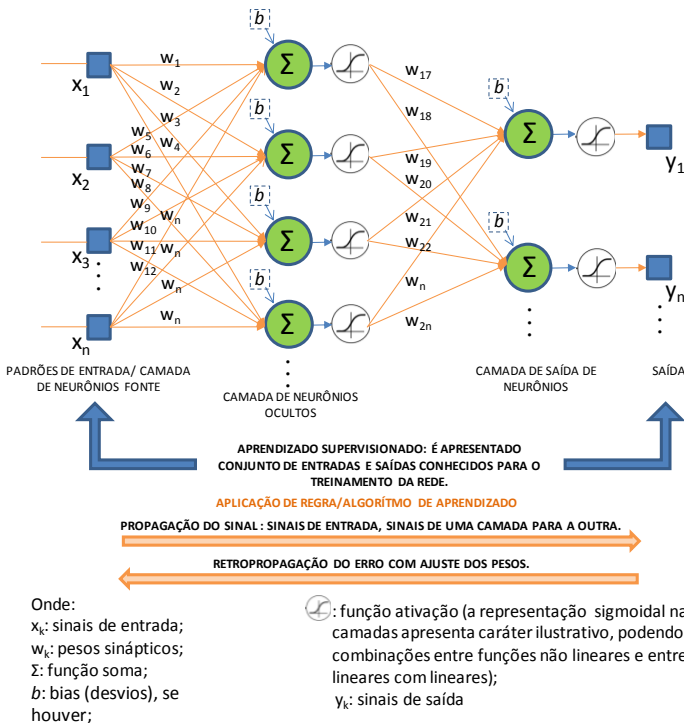 b
b
b
b
b
b
Σ
Σ
Σ
Σ
Σ
Σ
x1
x2
x3
xn
w1
w2
w3
w4
w5
w6
w7
w8
w9
w10
w11
w12
wn
wn
wn
wn
w17
w18
w19
w20
w21
w22
wn
w2n
y1
yn
PADRÕES DE ENTRADA/ CAMADA
DE NEURÔNIOS FONTE
CAMADA DE NEURÔNIOS
OCULTOS
CAMADA DE SAÍDA DE
NEURÔNIOS
SAÍDA
APRENDIZADO SUPERVISIONADO: É APRESENTADO
CONJUNTO DE ENTRADAS E SAÍDAS CONHECIDOS PARA O
TREINAMENTO DA REDE.
APLICAÇÃO DE REGRA/ALGORÍTMO DE APRENDIZADO
PROPAGAÇÃO DO SINAL : SINAIS DE ENTRADA, SINAIS DE UMA CAMADA PARA A OUTRA.
RETROPROPAGAÇÃO DO ERRO COM AJUSTE DOS PESOS.
Onde:
xk: sinais de entrada;
wk: pesos sinápticos;
Σ: função soma;
b: bias (desvios), se
houver;
: função ativação (a representação sigmoidal na
camadas apresenta caráter ilustrativo, podendo
combinações entre funções não lineares e entre
lineares com lineares);
yk: sinais de saída